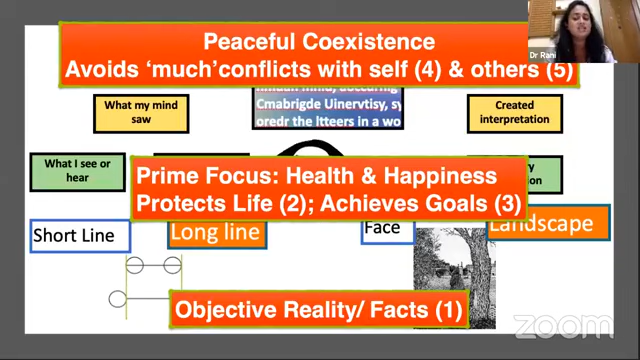 Peaceful Coexistence
Avoids ‘much’conflicts with self (4) & others (5)
Dr Rani
What my mind
saw
Cmabrigde Uinervtisy, sy
oredr the ltteers in a wo
Created
interpretation
What I see or
hear
Prime Focus: Health & Happiness
Protects Life (2); Achieves Goals (3)
Short Line
Long line
Face
Landscape
Objective Reality/ Facts (1)
zoom